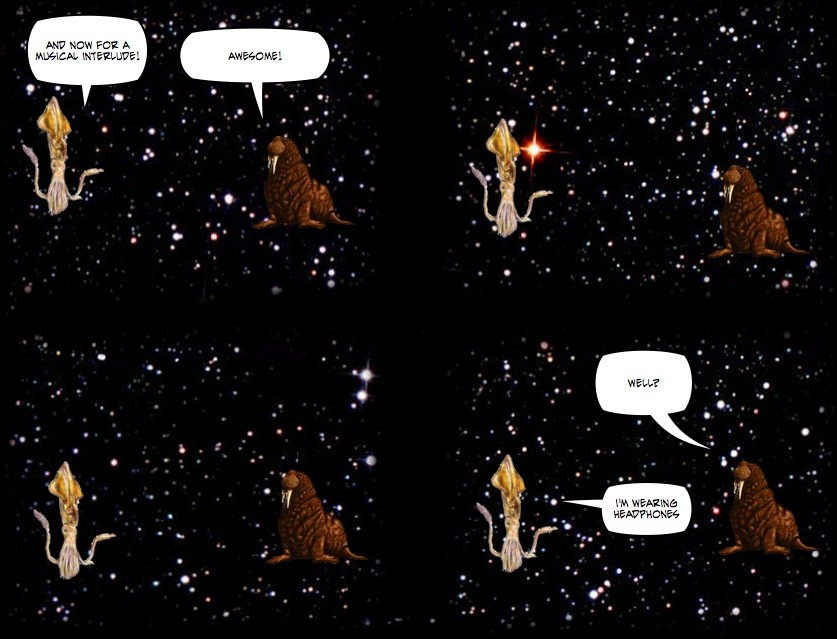 AND NOW FOR A
MUSICAL INTERLUDE!
AWESOME!
WELL?
I'M WEARING
HEADPHONES